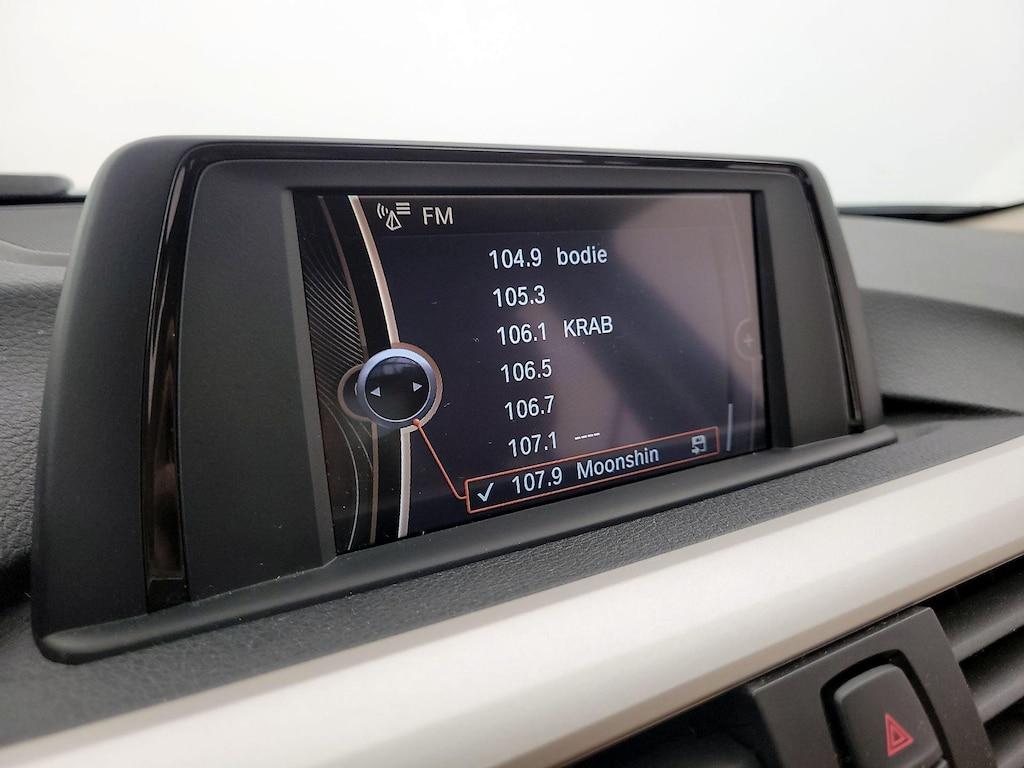 FM
104.9 bodie
105.3
106.1 KRAB
106.5
106.7
107.1 ----
107.9 Moonshin